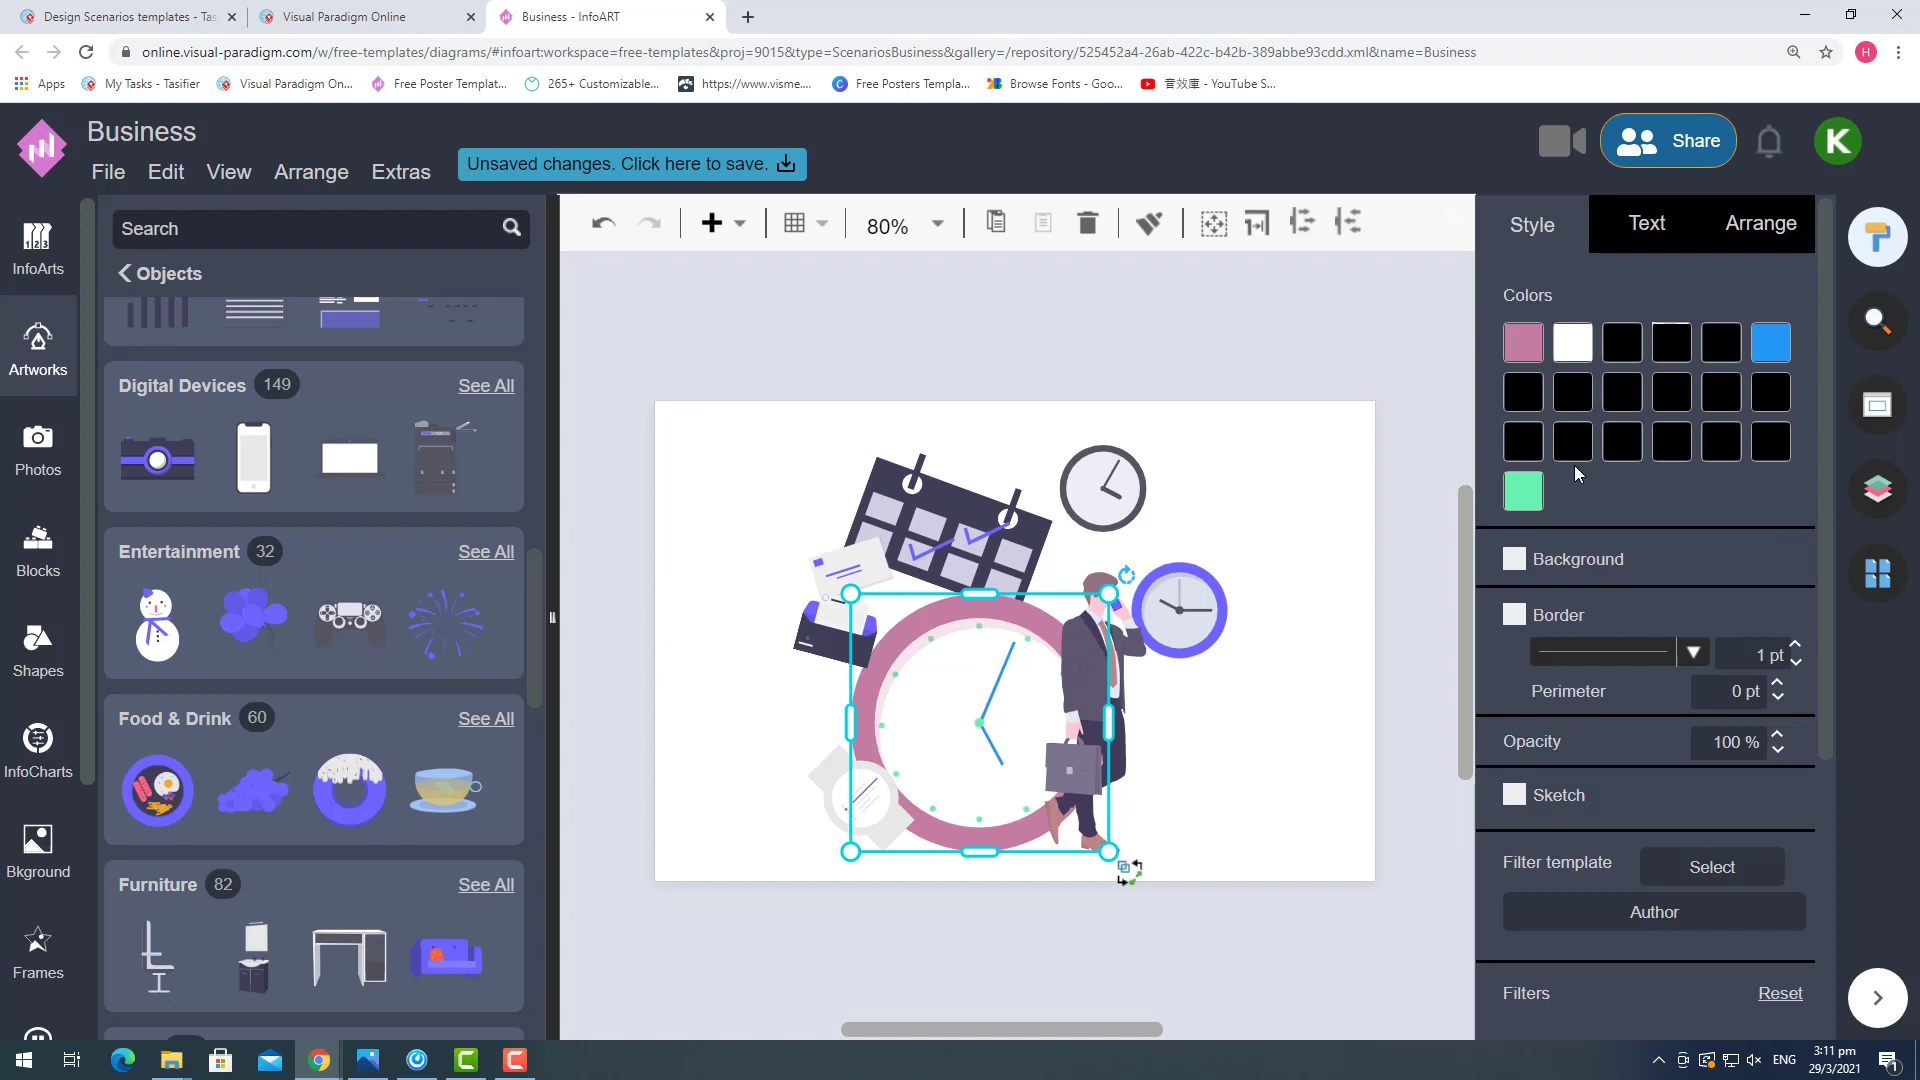 Design Scenarios templates - Tas
Visual Paradigm Online
Business - InfoART
online.visual-paradigm.com/w/free-templates/diagrams/#infoart:workspace=free-templates&proj=9015&type=ScenariosBusiness&gallery=/repository/525452a4-26ab-422c-b42b-389abbe93cdd.xml&name=Business
H
Apps
My Tasks - Tasifier
Visual Paradigm On...
Free Poster Templat...
265+ Customizable...
https://www.visme....
Free Posters Templa...
Browse Fonts - Goo...
音效庫 - YouTube S...
Business
File
Edit
View
Arrange
Extras
Unsaved changes. Click here to save.
Share
K
InfoArts
Artworks
Photos
Blocks
Shapes
InfoCharts
Bkground
Frames
Search
Objects
Digital Devices
149
See All
Entertainment
32
See All
Food & Drink
60
See All
Furniture
82
See All
80%
Style
Text
Arrange
Colors
Background
Border
1 pt
Perimeter
0 pt
Opacity
100 %
Sketch
Filter template
Select
Author
Filters
Reset
ENG
3:11 pm
29/3/2021
1